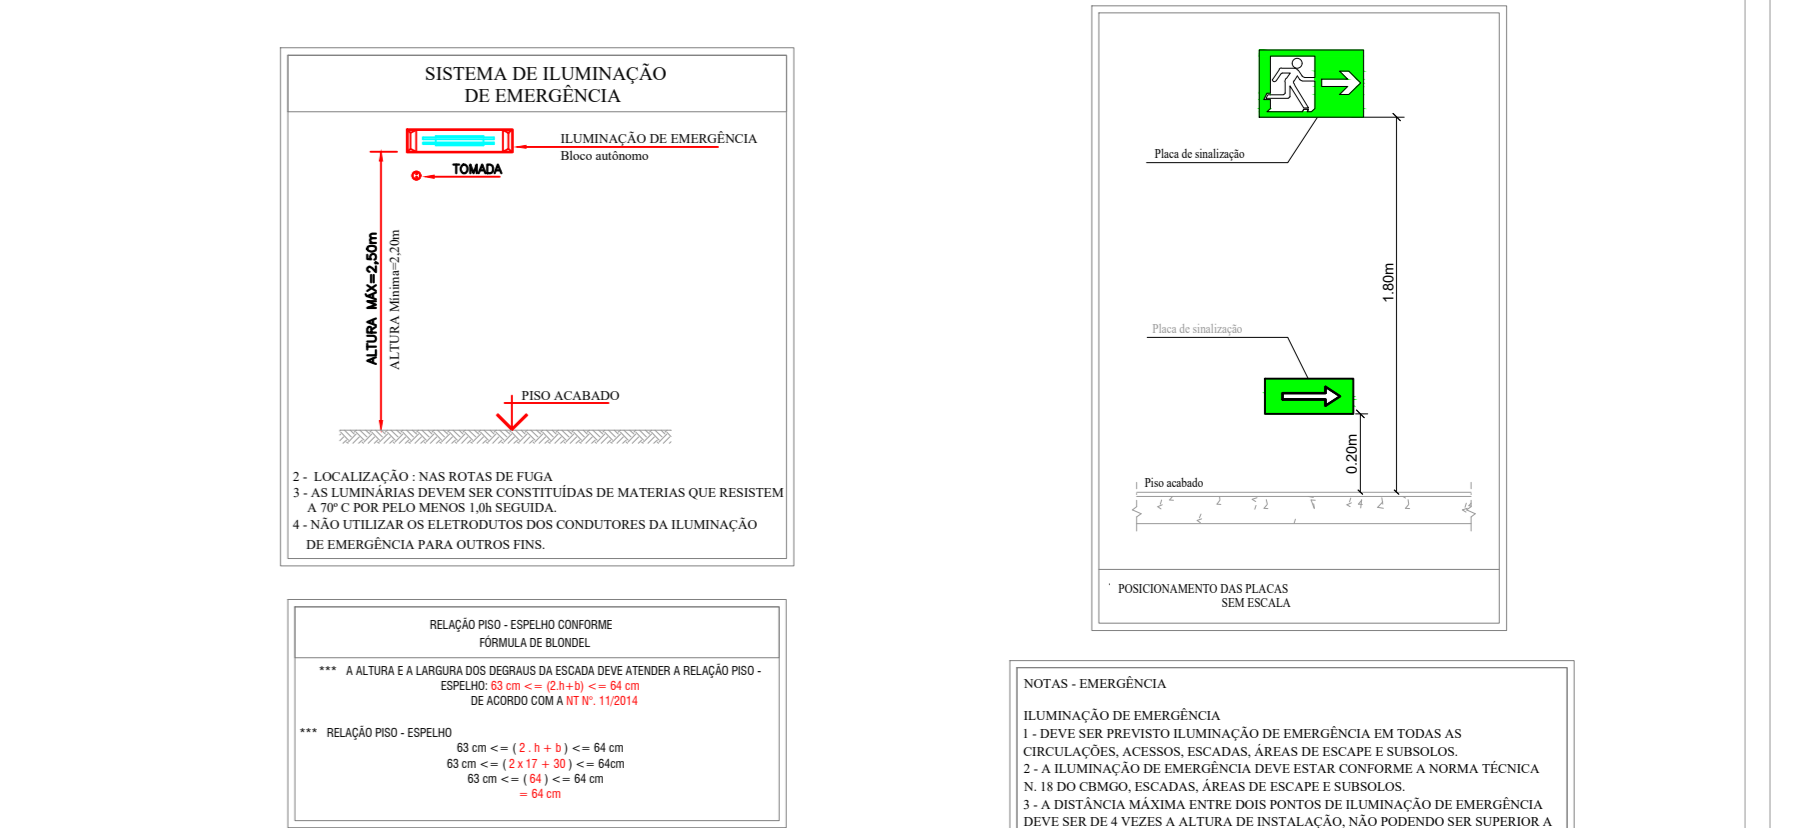 SISTEMA DE ILUMINAÇÃO
DE EMERGÊNCIA
ILUMINAÇÃO DE EMERGÊNCIA
Bloco autônomo
TOMADA
ALTURA MÁX=2,50m
ALTURA Mínima=2,20m
PISO ACABADO
2 - LOCALIZAÇÃO : NAS ROTAS DE FUGA
3 - AS LUMINÁRIAS DEVEM SER CONSTITUÍDAS DE MATERIAS QUE RESISTEM
A 70º C POR PELO MENOS 1,0h SEGUIDA.
4 - NÃO UTILIZAR OS ELETRODUTOS DOS CONDUTORES DA ILUMINAÇÃO
DE EMERGÊNCIA PARA OUTROS FINS.
RELAÇÃO PISO - ESPELHO CONFORME
FÓRMULA DE BLONDEL
*** A ALTURA E A LARGURA DOS DEGRAUS DA ESCADA DEVE ATENDER A RELAÇÃO PISO -
ESPELHO: 63 cm <= (2.h+b) <= 64 cm
DE ACORDO COM A NT Nº. 11/2014
*** RELAÇÃO PISO - ESPELHO
63 cm <= ( 2 . h + b ) <= 64 cm
63 cm <= ( 2 x 17 + 30 ) <= 64cm
63 cm <= ( 64 ) <= 64 cm
= 64 cm
Placa de sinalização
1.80m
Placa de sinalização
0.20m
Piso acabado
POSICIONAMENTO DAS PLACAS
SEM ESCALA
NOTAS - EMERGÊNCIA
ILUMINAÇÃO DE EMERGÊNCIA
1 - DEVE SER PREVISTO ILUMINAÇÃO DE EMERGÊNCIA EM TODAS AS
CIRCULAÇÕES, ACESSOS, ESCADAS, ÁREAS DE ESCAPE E SUBSOLOS.
2 - A ILUMINAÇÃO DE EMERGÊNCIA DEVE ESTAR CONFORME A NORMA TÉCNICA
N. 18 DO CBMGO, ESCADAS, ÁREAS DE ESCAPE E SUBSOLOS.
3 - A DISTÂNCIA MÁXIMA ENTRE DOIS PONTOS DE ILUMINAÇÃO DE EMERGÊNCIA
DEVE SER DE 4 VEZES A ALTURA DE INSTALAÇÃO, NÃO PODENDO SER SUPERIOR A